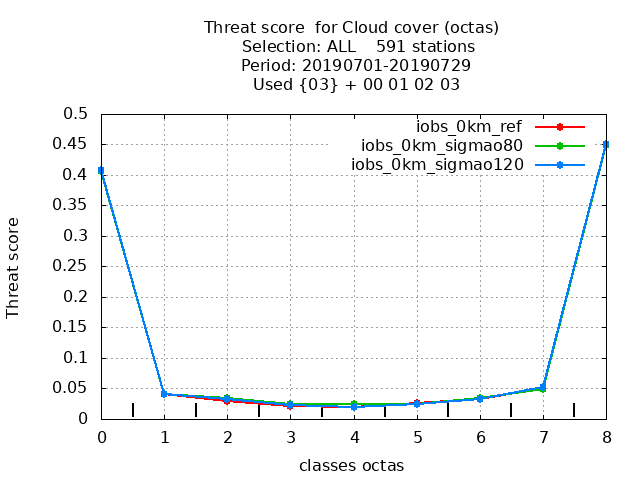 Threat score  for Cloud cover (octas)
Selection: ALL    591 stations
Period: 20190701-20190729
Used {03} + 00 01 02 03
iobs_0km_ref
iobs_0km_sigmao80
iobs_0km_sigmao120
Threat score
0.5
0.45
0.4
0.35
0.3
0.25
0.2
0.15
0.1
0.05
0
0 1 2 3 4 5 6 7 8
classes octas